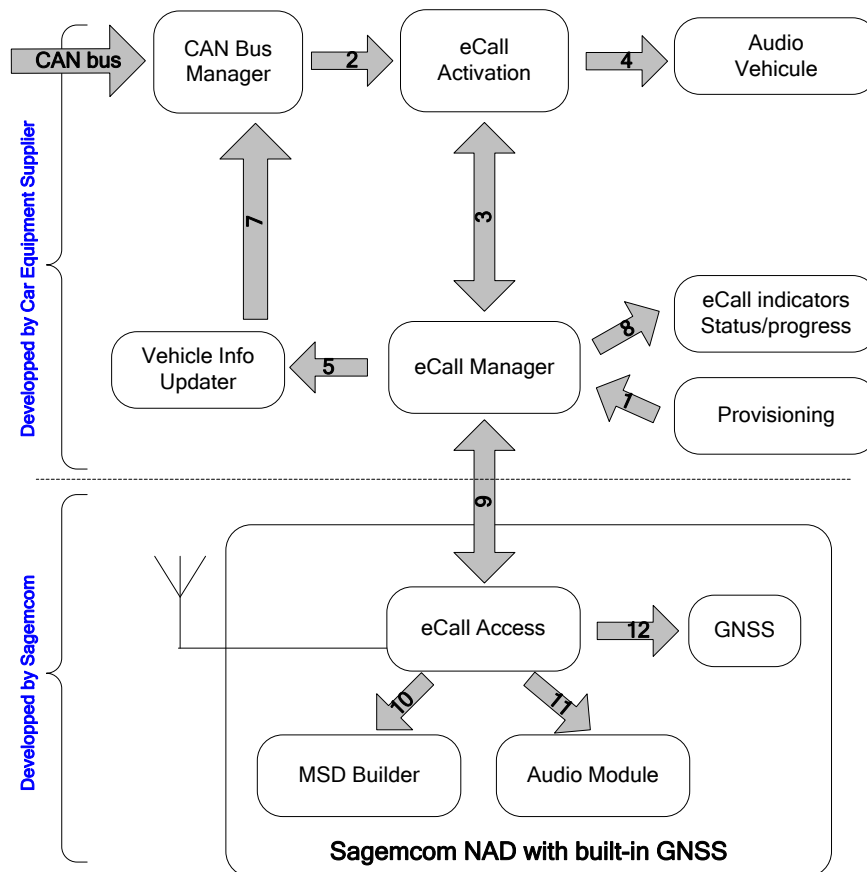 CAN bus
CAN Bus
Manager
2
eCall
Activation
4
Audio
Vehicule
Developped by Car Equipment Supplier
7
3
Vehicle Info
Updater
5
eCall Manager
8
eCall indicators
Status/progress
1
Provisioning
9
Developped by Sagemcom
eCall Access
12
GNSS
10
11
MSD Builder
Audio Module
Sagemcom NAD with built-in GNSS